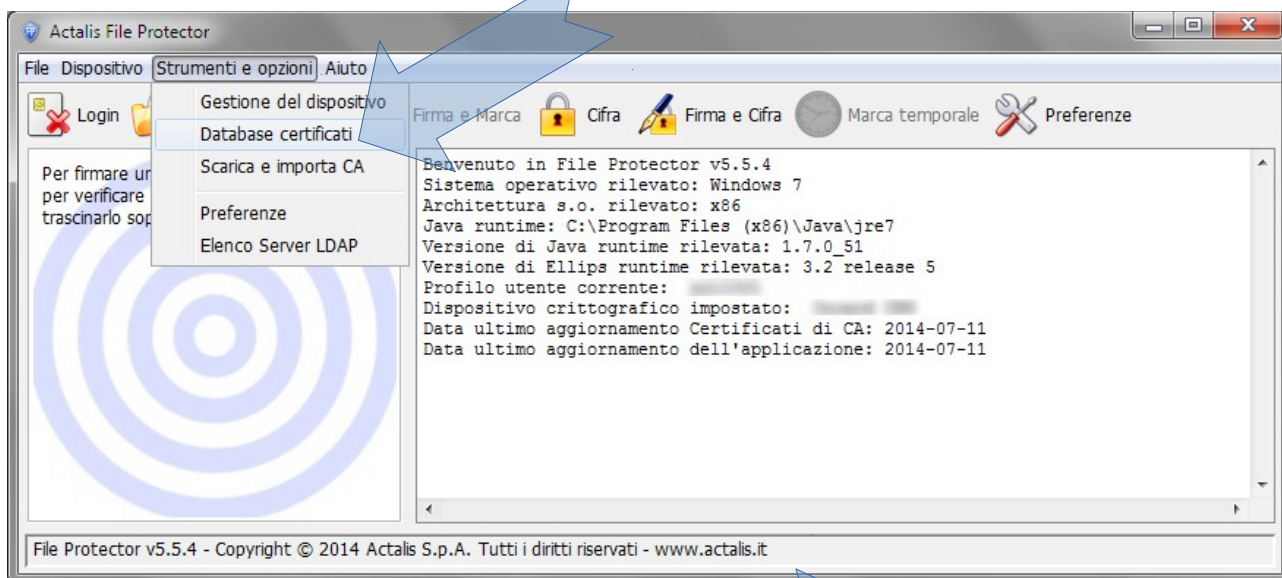 Actalis File Protector
File Dispositivo Strumenti e opzioni Aiuto
Login Firma e Marca Cifra Firma e Cifra Marca temporale Preferenze
Gestione del dispositivo
Database certificati
Scarica e importa CA
Preferenze
Elenco Server LDAP
Per firmare un
per verificare
trascinarlo sop
Benvenuto in File Protector v5.5.4
Sistema operativo rilevato: Windows 7
Architettura s.o. rilevato: x86
Java runtime: C:\Program Files (x86)\Java\jre7
Versione di Java runtime rilevata: 1.7.0_51
Versione di Ellips runtime rilevata: 3.2 release 5
Profilo utente corrente:
Dispositivo crittografico impostato:
Data ultimo aggiornamento Certificati di CA: 2014-07-11
Data ultimo aggiornamento dell'applicazione: 2014-07-11
File Protector v5.5.4 - Copyright © 2014 Actalis S.p.A. Tutti i diritti riservati - www.actalis.it